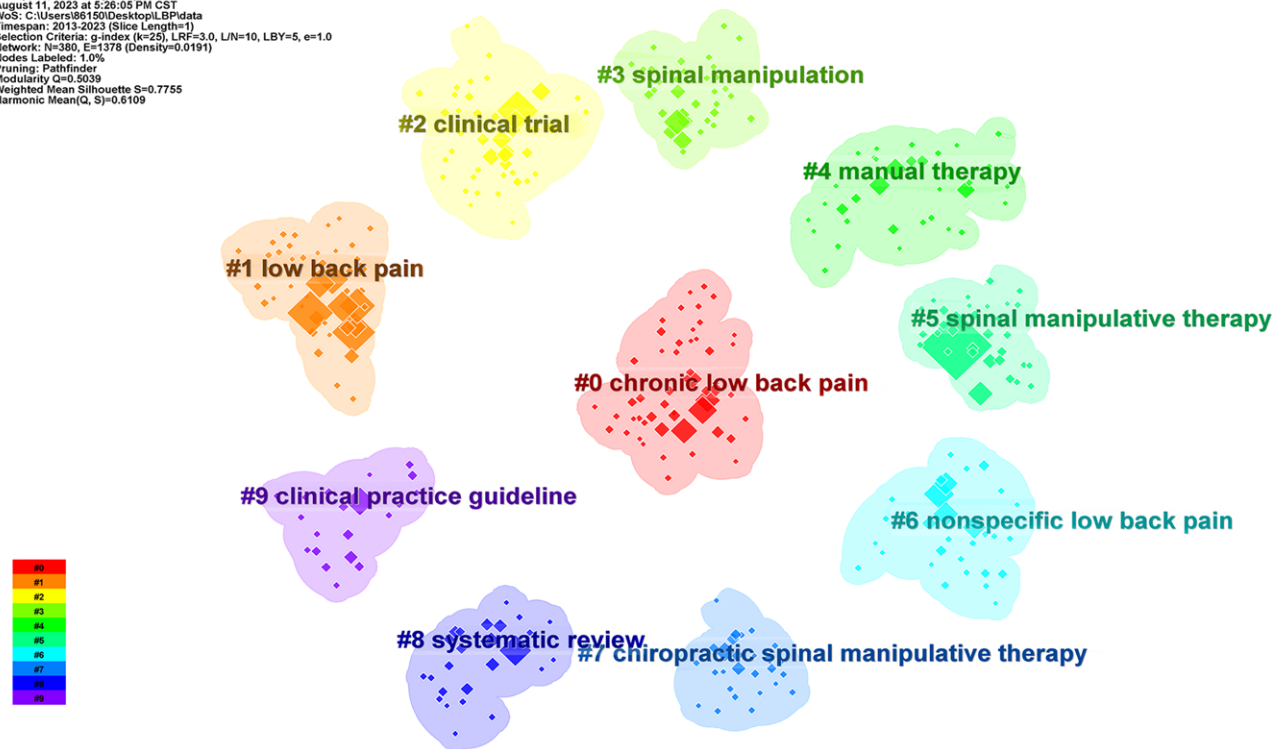 August 11, 2023 at 5:26:05 PM CST
WoS: C:\Users\86150\Desktop\LBP\data
Timespan: 2013-2023 (Slice Length=1)
Selection Criteria: g-index (k=25), LRF=3.0, L/N=10, LBY=5, e=1.0
Network: N=380, E=1378 (Density=0.0191)
Nodes Labeled: 1.0%
Pruning: Pathfinder
Modularity Q=0.5039
Weighted Mean Silhouette S=0.7755
Harmonic Mean(Q, S)=0.6109
#3 spinal manipulation
#2 clinical trial
#4 manual therapy
#1 low back pain
#5 spinal manipulative therapy
#0 chronic low back pain
#9 clinical practice guideline
#6 nonspecific low back pain
#8 systematic review
#7 chiropractic spinal manipulative therapy
#0
#1
#2
#3
#4
#5
#6
#7
#8
#9